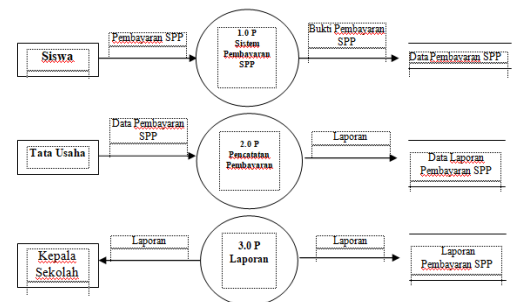 Siswa
Pembayaran SPP
1.0 P
Sistem
Pembayaran
SPP
Bukti Pembayaran
SPP
Data Pembayaran SPP
Tata Usaha
Data Pembayaran
SPP
2.0 P
Pencatatan
Pembayaran
Laporan
Data Laporan
Pembayaran SPP
Kepala
Sekolah
Laporan
3.0 P
Laporan
Laporan
Laporan
Pembayaran SPP